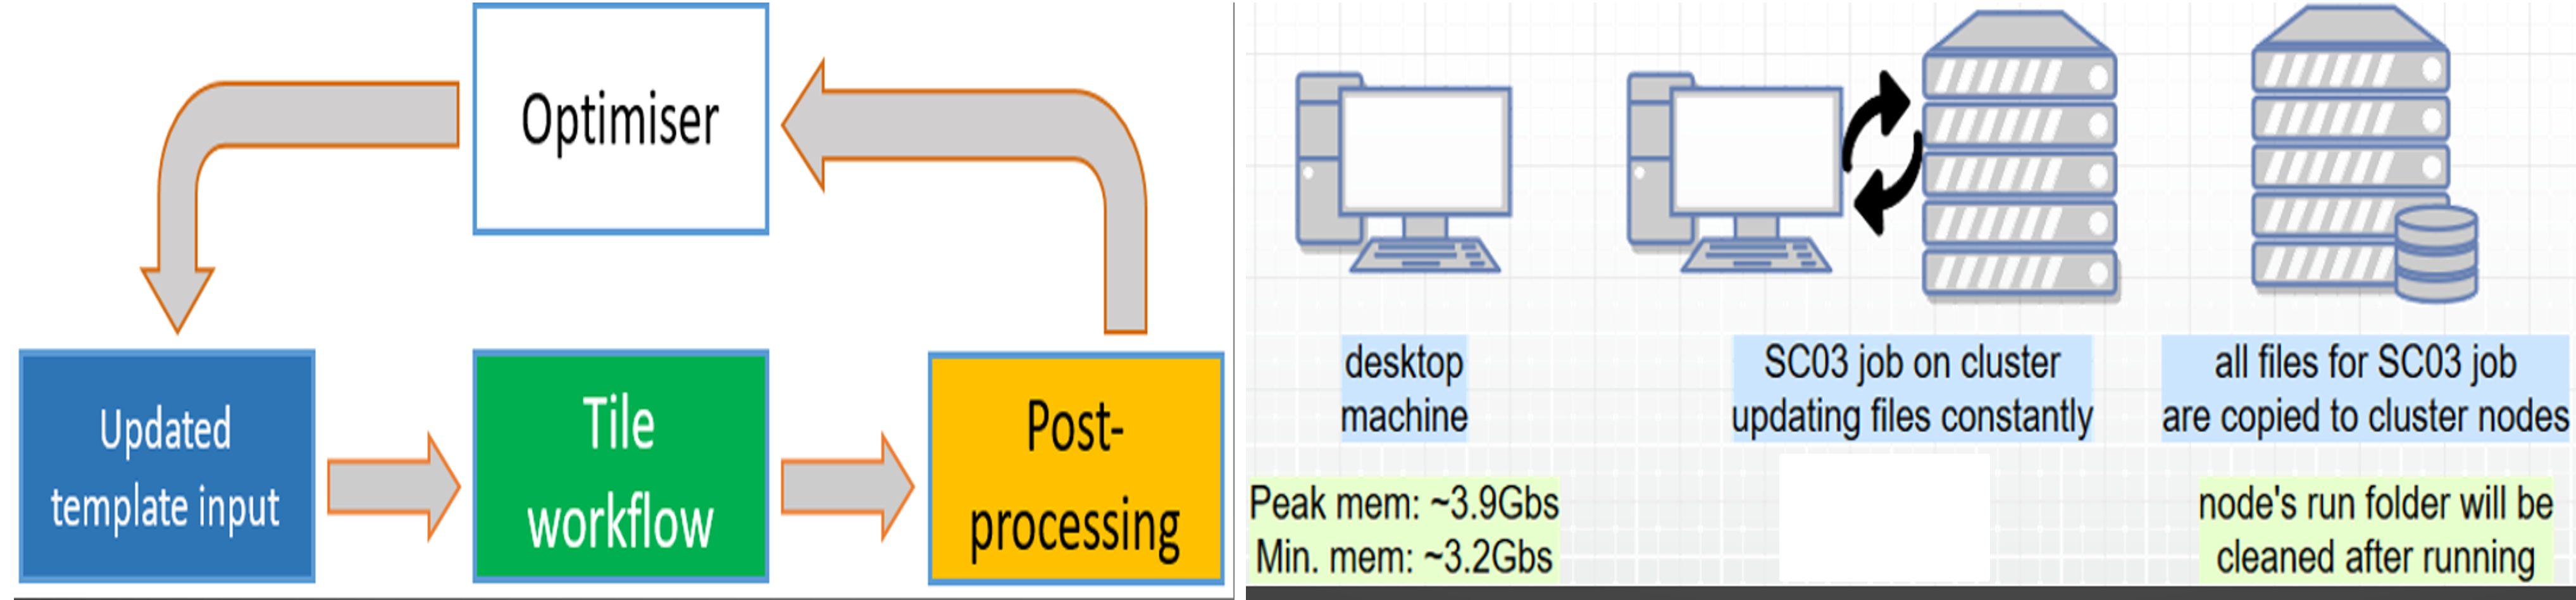 Optimiser
Updated
template input
Tile
workflow
Post-
processing
desktop
machine
SC03 job on cluster
updating files constantly
all files for SC03 job
are copied to cluster nodes
Peak mem: ~3.9Gbs
Min. mem: ~3.2Gbs
node's run folder will be
cleaned after running